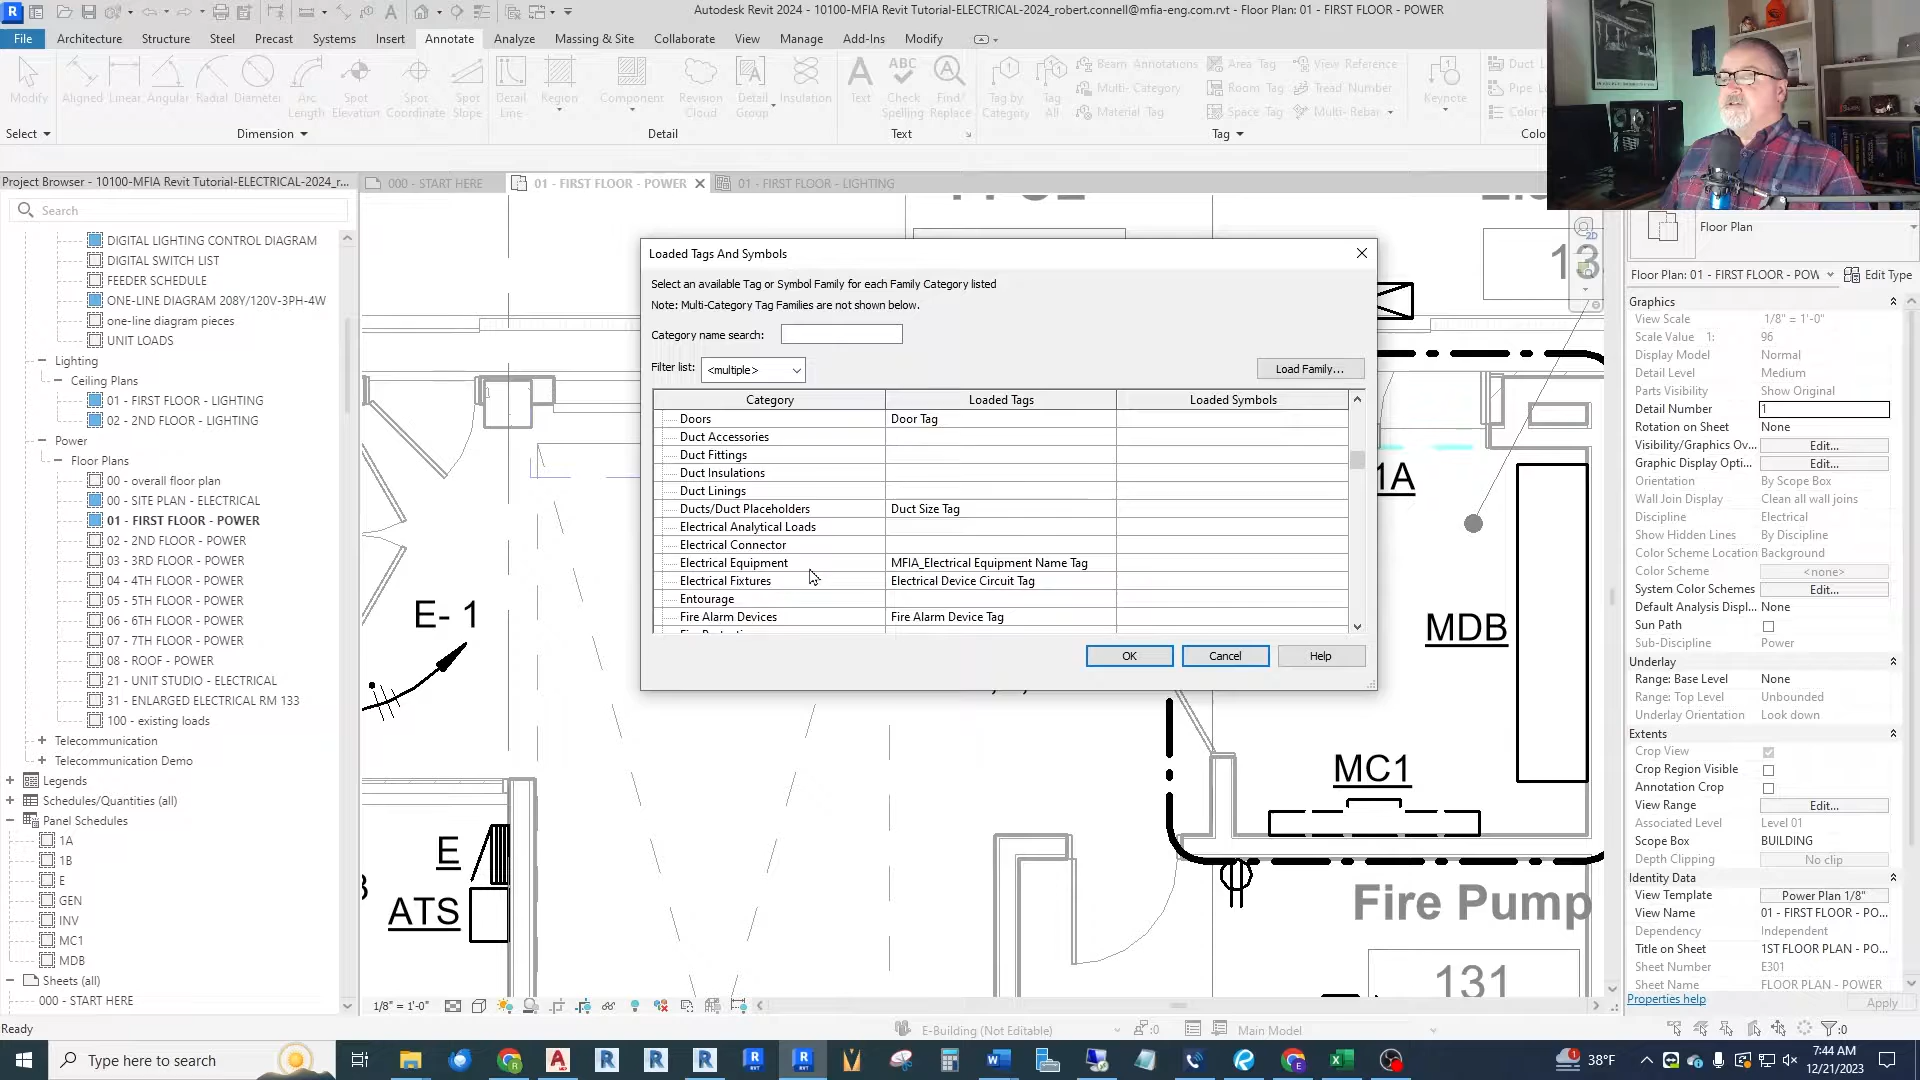 Autodesk Revit 2024 - 10100-MFIA Revit Tutorial-ELECTRICAL-2024_robert.connell@mfia-eng.com.rvt - Floor Plan: 01 - FIRST FLOOR - POWER
File Architecture Structure Steel Precast Systems Insert Annotate Analyze Massing & Site Collaborate View Manage Add-Ins Modify
Modify Aligned Linear Angular Radial Diameter Arc Length Spot Elevation Spot Coordinate Spot Slope Detail Line Region Component Revision Cloud Detail Group Insulation Text Check Spelling Find/ Replace Tag by Category Tag All Keynote
Beam Annotations Area Tag View Reference Duct L
Multi- Category Room Tag Tread Number Pipe L
Material Tag Space Tag Multi-Rebar Color
Select Dimension Detail Text Tag Colo
Project Browser - 10100-MFIA Revit Tutorial-ELECTRICAL-2024_r...
Search
DIGITAL LIGHTING CONTROL DIAGRAM
DIGITAL SWITCH LIST
FEEDER SCHEDULE
ONE-LINE DIAGRAM 208Y/120V-3PH-4W
one-line diagram pieces
UNIT LOADS
Lighting
Ceiling Plans
01 - FIRST FLOOR - LIGHTING
02 - 2ND FLOOR - LIGHTING
Power
Floor Plans
00 - overall floor plan
00 - SITE PLAN - ELECTRICAL
01 - FIRST FLOOR - POWER
02 - 2ND FLOOR - POWER
03 - 3RD FLOOR - POWER
04 - 4TH FLOOR - POWER
05 - 5TH FLOOR - POWER
06 - 6TH FLOOR - POWER
07 - 7TH FLOOR - POWER
08 - ROOF - POWER
21 - UNIT STUDIO - ELECTRICAL
31 - ENLARGED ELECTRICAL RM 133
100 - existing loads
Telecommunication
Telecommunication Demo
Legends
Schedules/Quantities (all)
Panel Schedules
1A
1B
E
GEN
INV
MC1
MDB
Sheets (all)
000 - START HERE
000 - START HERE 01 - FIRST FLOOR - POWER 01 - FIRST FLOOR - LIGHTING
Loaded Tags And Symbols
Select an available Tag or Symbol Family for each Family Category listed
Note: Multi-Category Tag Families are not shown below.
Category name search:
Filter list: <multiple> Load Family...
Category Loaded Tags Loaded Symbols
Doors Door Tag
Duct Accessories
Duct Fittings
Duct Insulations
Duct Linings
Ducts/Duct Placeholders Duct Size Tag
Electrical Analytical Loads
Electrical Connector
Electrical Equipment MFIA_Electrical Equipment Name Tag
Electrical Fixtures Electrical Device Circuit Tag
Entourage
Fire Alarm Devices Fire Alarm Device Tag
OK Cancel Help
1A
E- 1
MDB
MC1
E
ATS
Fire Pump
131
2D
Floor Plan
Floor Plan: 01 - FIRST FLOOR - POW Edit Type
Graphics
View Scale 1/8" = 1'-0"
Scale Value 1: 96
Display Model Normal
Detail Level Medium
Parts Visibility Show Original
Detail Number 1
Rotation on Sheet None
Visibility/Graphics Ov... Edit...
Graphic Display Opti... Edit...
Orientation By Scope Box
Wall Join Display Clean all wall joins
Discipline Electrical
Show Hidden Lines By Discipline
Color Scheme Location Background
Color Scheme <none>
System Color Schemes Edit...
Default Analysis Displ... None
Sun Path
Sub-Discipline Power
Underlay
Range: Base Level None
Range: Top Level Unbounded
Underlay Orientation Look down
Extents
Crop View
Crop Region Visible
Annotation Crop
View Range Edit...
Associated Level Level 01
Scope Box BUILDING
Depth Clipping No clip
Identity Data
View Template Power Plan 1/8"
View Name 01 - FIRST FLOOR - PO...
Dependency Independent
Title on Sheet 1ST FLOOR PLAN - PO...
Sheet Number E301
Sheet Name FLOOR PLAN - POWER
Properties help Apply
1/8" = 1'-0"
Ready E-Building (Not Editable) :0 Main Model :0
Type here to search 38°F 7:44 AM
12/21/2023